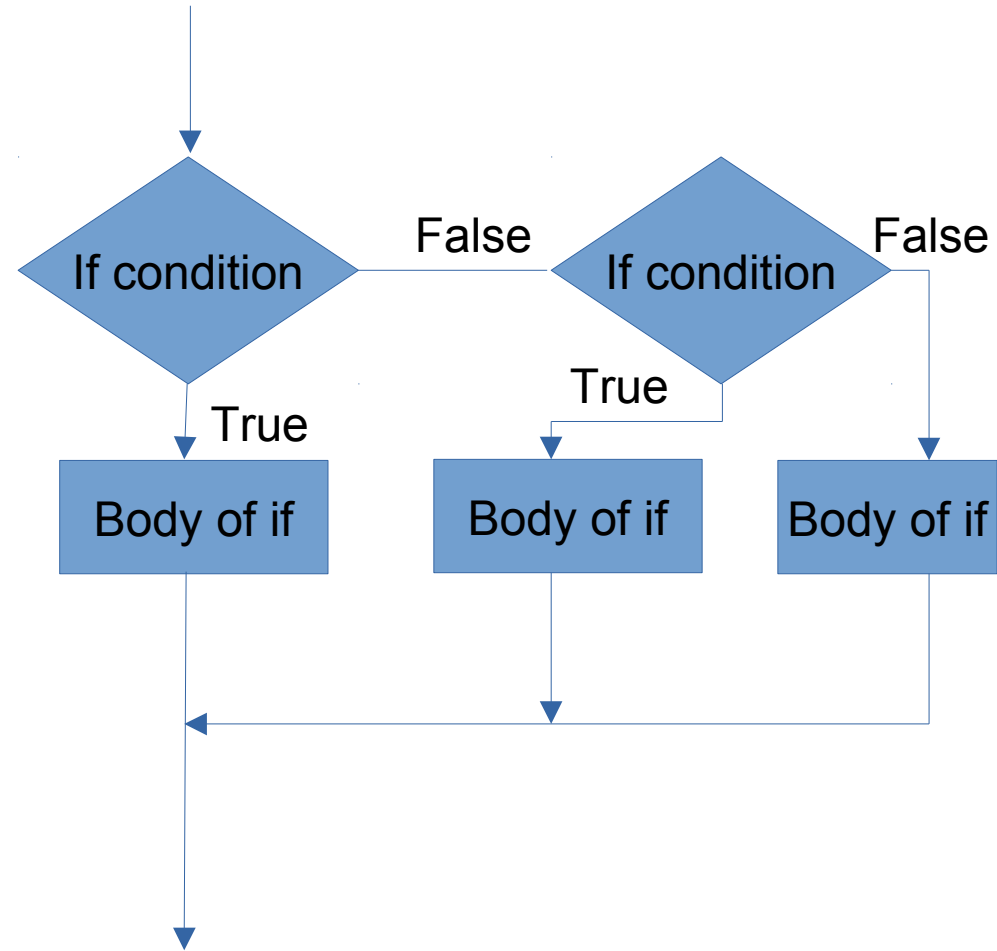 False
False
If condition
If condition
True
True
Body of if
Body of if
Body of if